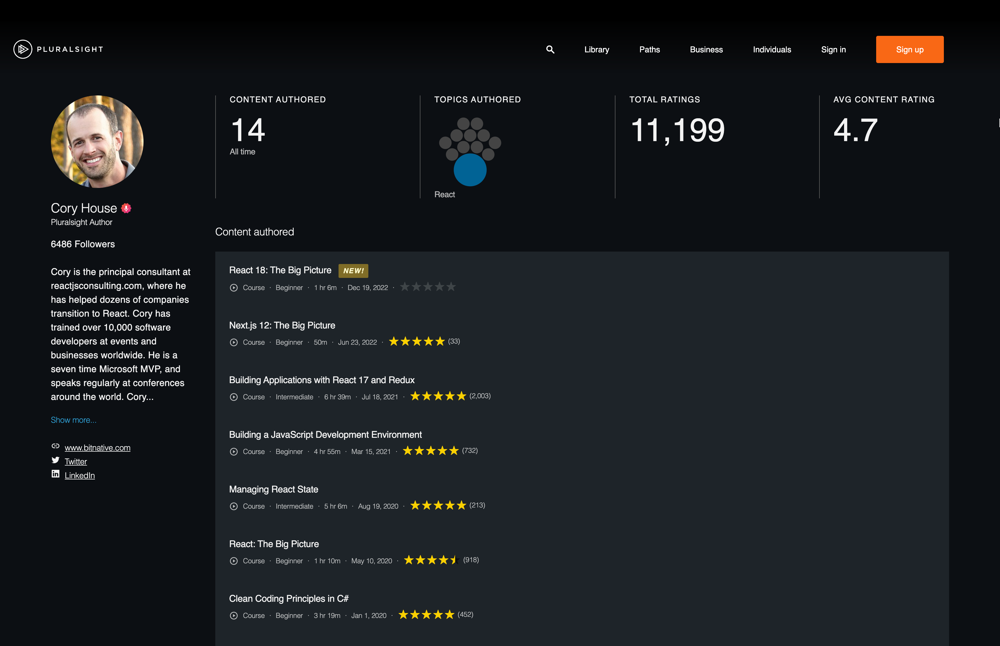 PLURALSIGHT
Library
Paths
Business
Individuals
Sign in
Sign up
CONTENT AUTHORED
14
All time
TOPICS AUTHORED
React
TOTAL RATINGS
11,199
AVG CONTENT RATING
4.7
Cory House
Pluralsight Author
6486 Followers
Cory is the principal consultant at
reactjsconsulting.com, where he
has helped dozens of companies
transition to React. Cory has
trained over 10,000 software
developers at events and
businesses worldwide. He is a
seven time Microsoft MVP, and
speaks regularly at conferences
around the world. Cory...
Show more...
www.bitnative.com
Twitter
LinkedIn
Content authored
React 18: The Big Picture NEW!
Course · Beginner · 1 hr 6m · Dec 19, 2022 ·
Next.js 12: The Big Picture
Course · Beginner · 50m · Jun 23, 2022 · (33)
Building Applications with React 17 and Redux
Course · Intermediate · 6 hr 39m · Jul 18, 2021 · (2,003)
Building a JavaScript Development Environment
Course · Beginner · 4 hr 55m · Mar 15, 2021 · (732)
Managing React State
Course · Intermediate · 5 hr 6m · Aug 19, 2020 · (213)
React: The Big Picture
Course · Beginner · 1 hr 10m · May 10, 2020 · (918)
Clean Coding Principles in C#
Course · Beginner · 3 hr 19m · Jan 1, 2020 · (452)